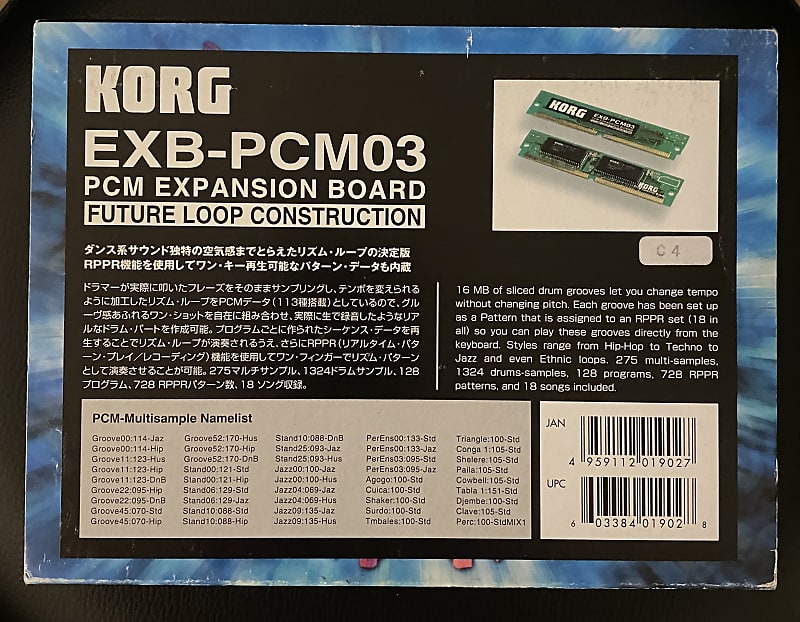 KORG
EXB-PCM03
PCM EXPANSION BOARD
FUTURE LOOP CONSTRUCTION
KORG EXB-PCM03
KORG
C 4
ダンス系サウンド独特の空気感までとらえたリズム・ループの決定版
RPPR機能を使用してワン・キー再生可能なパターン・データも内蔵
ドラマーが実際に叩いたフレーズをそのままサンプリングし、テンポを変えられる
ように加工したリズム・ループをPCMデータ（113種搭載）としているので、グルー
ヴ感あふれるワン・ショットを自在に組み合わせ、実際に生で録音したようなリア
ルなドラム・パートを作成可能。プログラムごとに作られたシーケンス・データを再
生することでリズム・ループが演奏されるうえ、さらにRPPR（リアルタイム・パタ
ーン・プレイ／レコーディング）機能を使用してワン・フィンガーでリズム・パターン
として演奏させることが可能。275マルチサンプル、1324ドラムサンプル、128
プログラム、728 RPPRパターン数、18 ソング収録。
16 MB of sliced drum grooves let you change tempo
without changing pitch. Each groove has been set up
as a Pattern that is assigned to an RPPR set (18 in
all) so you can play these grooves directly from the
keyboard. Styles range from Hip-Hop to Techno to
Jazz and even Ethnic loops. 275 multi-samples,
1324 drums-samples, 128 programs, 728 RPPR
patterns, and 18 songs included.
PCM-Multisample Namelist
Groove00:114-Jaz
Groove00:114-Hip
Groove11:123-Hus
Groove11:123-Hip
Groove11:123-DnB
Groove22:095-Hip
Groove22:095-DnB
Groove45:070-Std
Groove45:070-Hip
Groove52:170-Hus
Groove52:170-Hip
Groove52:170-DnB
Stand00:121-Std
Stand00:121-Hip
Stand06:129-Std
Stand06:129-Jaz
Stand10:088-Std
Stand10:088-Hip
Stand10:088-DnB
Stand25:093-Jaz
Stand25:093-Hus
Jazz00:100-Jaz
Jazz00:100-Hus
Jazz04:069-Jaz
Jazz04:069-Hus
Jazz09:135-Jaz
Jazz09:135-Hus
PerEns00:133-Std
PerEns00:133-Jaz
PerEns03:095-Std
PerEns03:095-Jaz
Agogo:100-Std
Cuica:100-Std
Shaker:100-Std
Surdo:100-Std
Tmbales:100-Std
Triangle:100-Std
Conga 1:105-Std
Shelere:105-Std
Paila:105-Std
Cowbell:105-Std
Tabla 1:151-Std
Djembe:100-Std
Clave:105-Std
Perc:100-StdMIX1
JAN
4 959112 019027
UPC
6 03384 01902 8